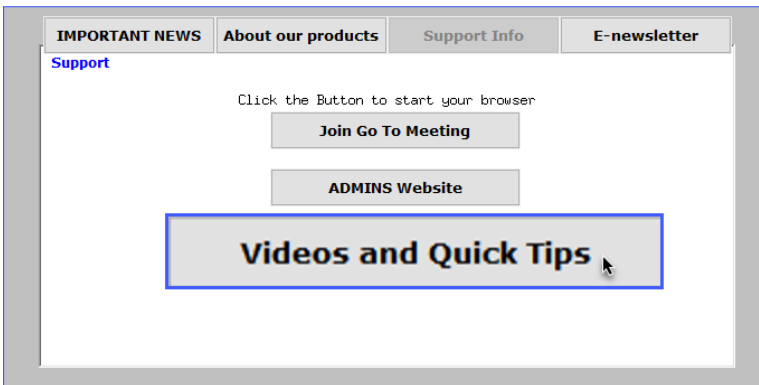 IMPORTANT NEWS About our products Support Info E-newsletter
Support
Click the Button to start your browser
Join Go To Meeting
ADMINS Website
Videos and Quick Tips